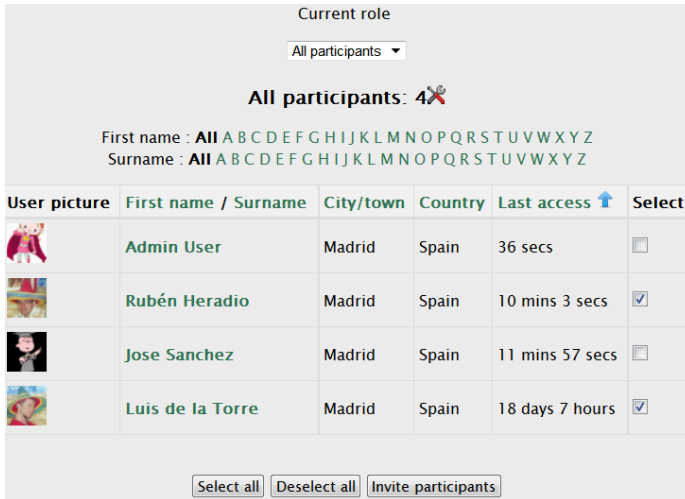 Current role
All participants
All participants: 4
First name : All A B C D E F G H I J K L M N O P Q R S T U V W X Y Z
Surname : All A B C D E F G H I J K L M N O P Q R S T U V W X Y Z
User picture First name / Surname City/town Country Last access Select
Admin User Madrid Spain 36 secs
Rubén Heradio Madrid Spain 10 mins 3 secs
Jose Sanchez Madrid Spain 11 mins 57 secs
Luis de la Torre Madrid Spain 18 days 7 hours
Select all Deselect all Invite participants